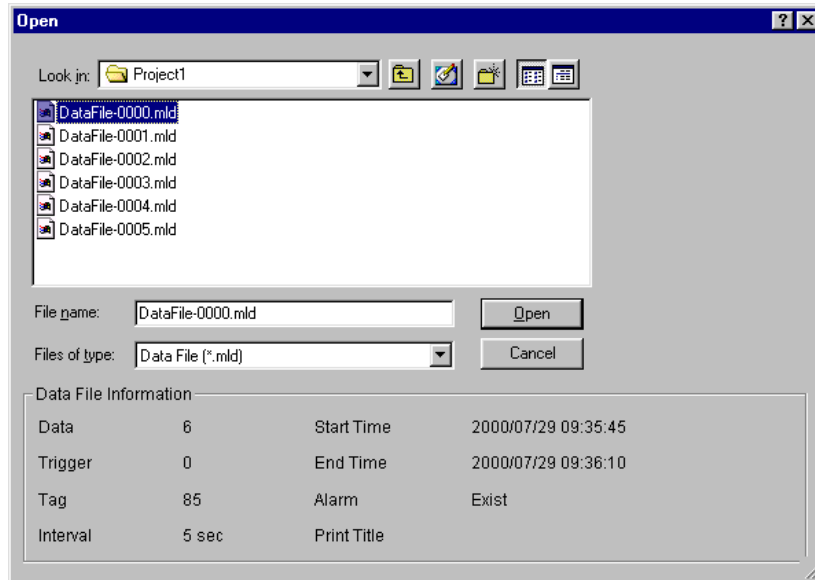 Open
Look in: Project1
DataFile-0000.mld
DataFile-0001.mld
DataFile-0002.mld
DataFile-0003.mld
DataFile-0004.mld
DataFile-0005.mld
File name: DataFile-0000.mld Open
Files of type: Data File (*.mld) Cancel
Data File Information
Data 6 Start Time 2000/07/29 09:35:45
Trigger 0 End Time 2000/07/29 09:36:10
Tag 85 Alarm Exist
Interval 5 sec Print Title